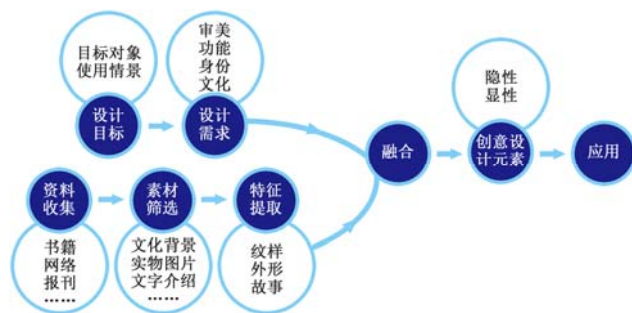 目标对象
使用情景
设计
目标
审美
功能
身份
文化
设计
需求
资料
收集
书籍
网络
报刊
……
素材
筛选
文化背景
实物图片
文字介绍
……
特征
提取
纹样
外形
故事
融合
隐性
显性
创意设
计元素
应用